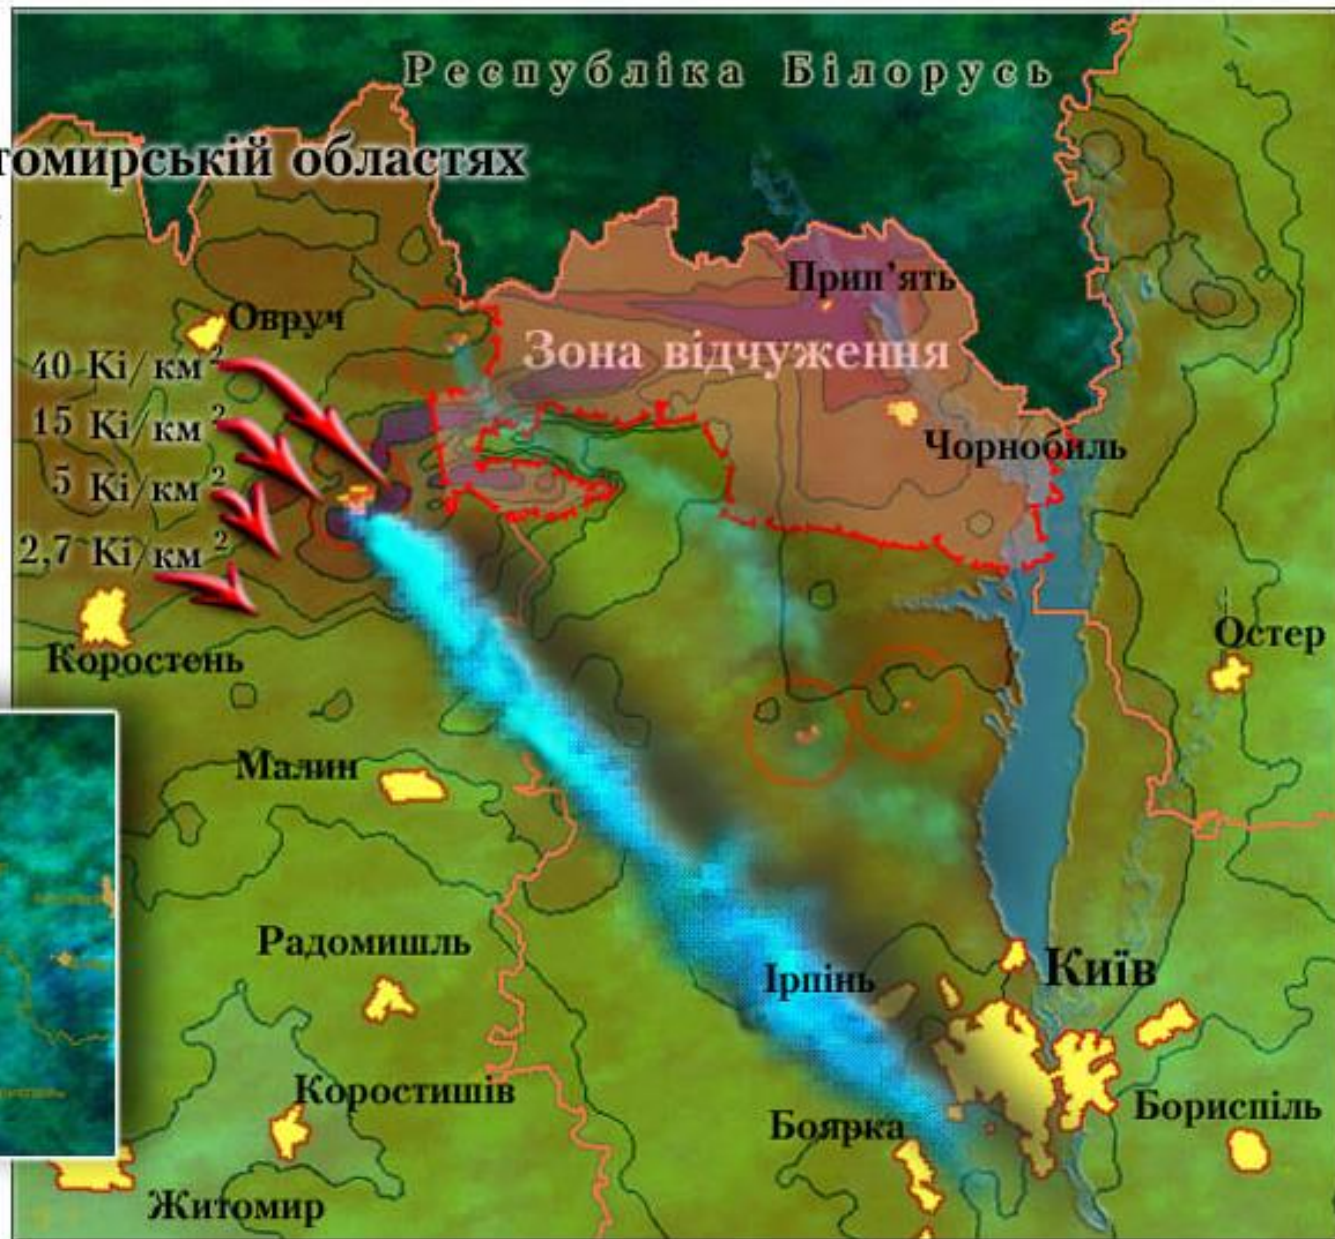 Республіка Білорусь
томирській областях
Прип'ять
Овруч
Зона відчуження
40 Кі/км²
15 Кі/км²
Чорнобиль
5 Кі/км²
2,7 Кі/км²
Остер
Коростень
Малин
Радомишль
Київ
Ірпінь
Коростишів
Бориспіль
Боярка
Житомир